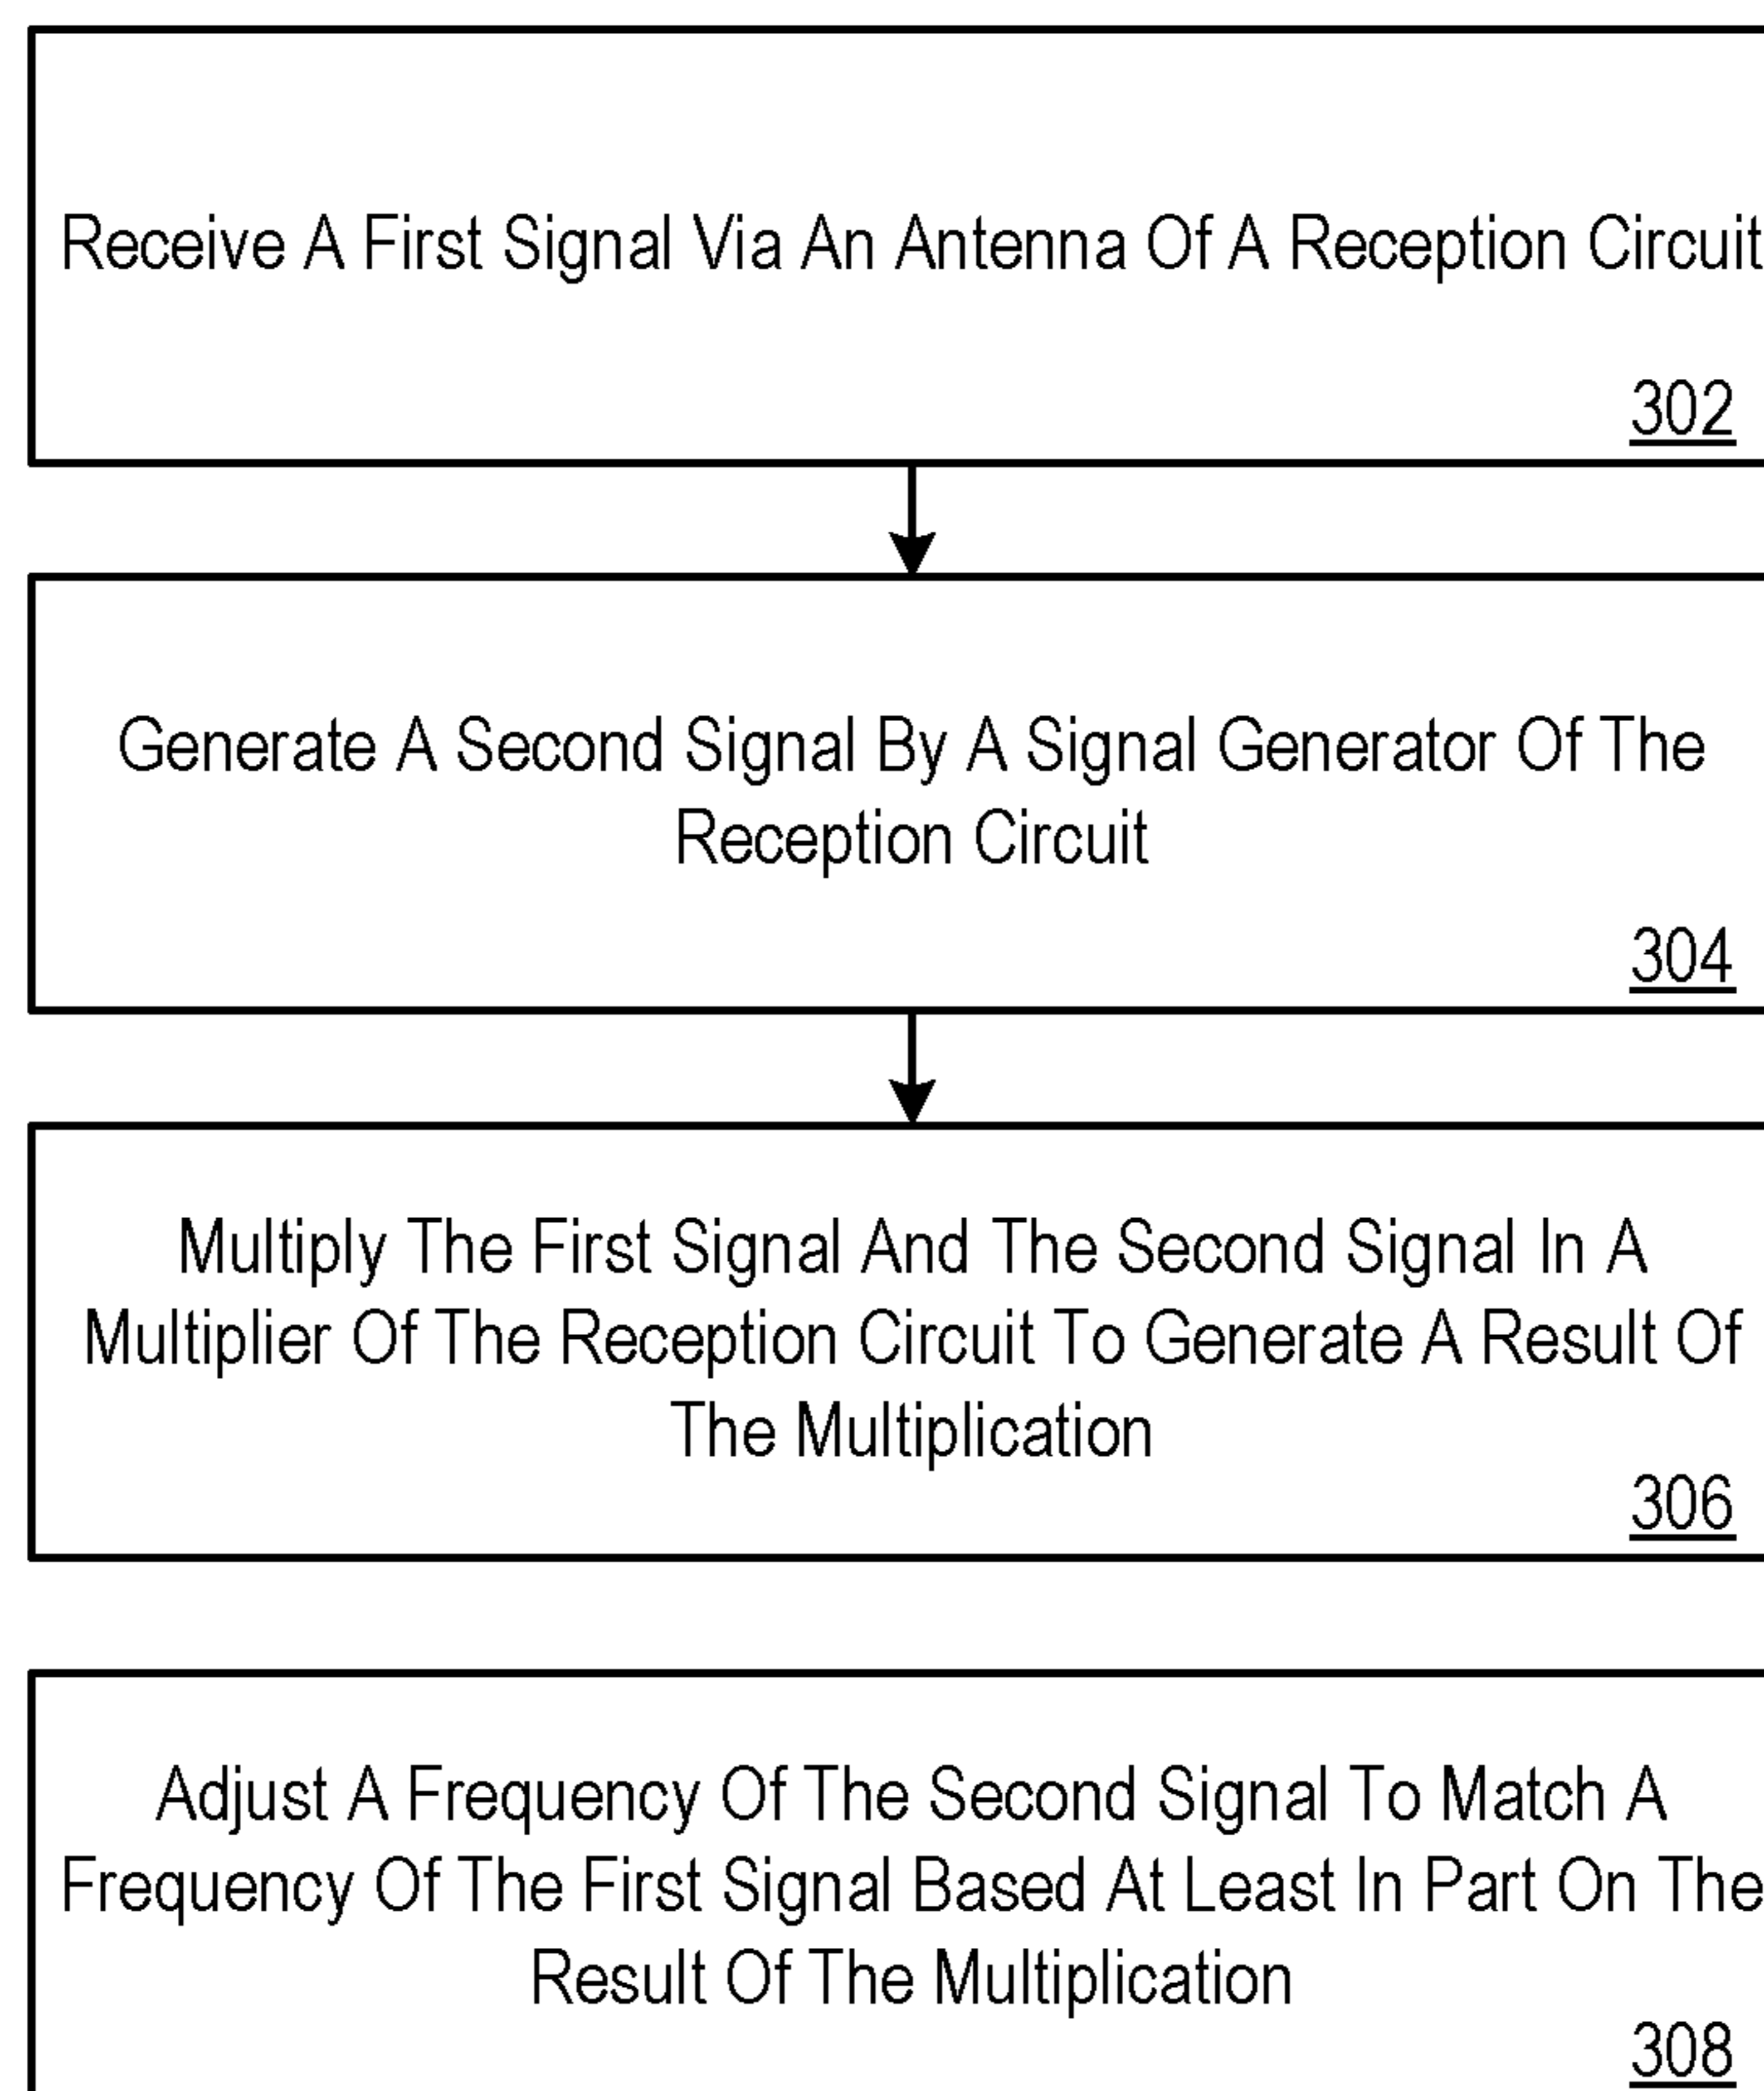 Receive A First Signal Via An Antenna Of A Reception Circuit
302
Generate A Second Signal By A Signal Generator Of The
Reception Circuit
304
Multiply The First Signal And The Second Signal In A
Multiplier Of The Reception Circuit To Generate A Result Of
The Multiplication
306
Adjust A Frequency Of The Second Signal To Match A
Frequency Of The First Signal Based At Least In Part On The
Result Of The Multiplication
308